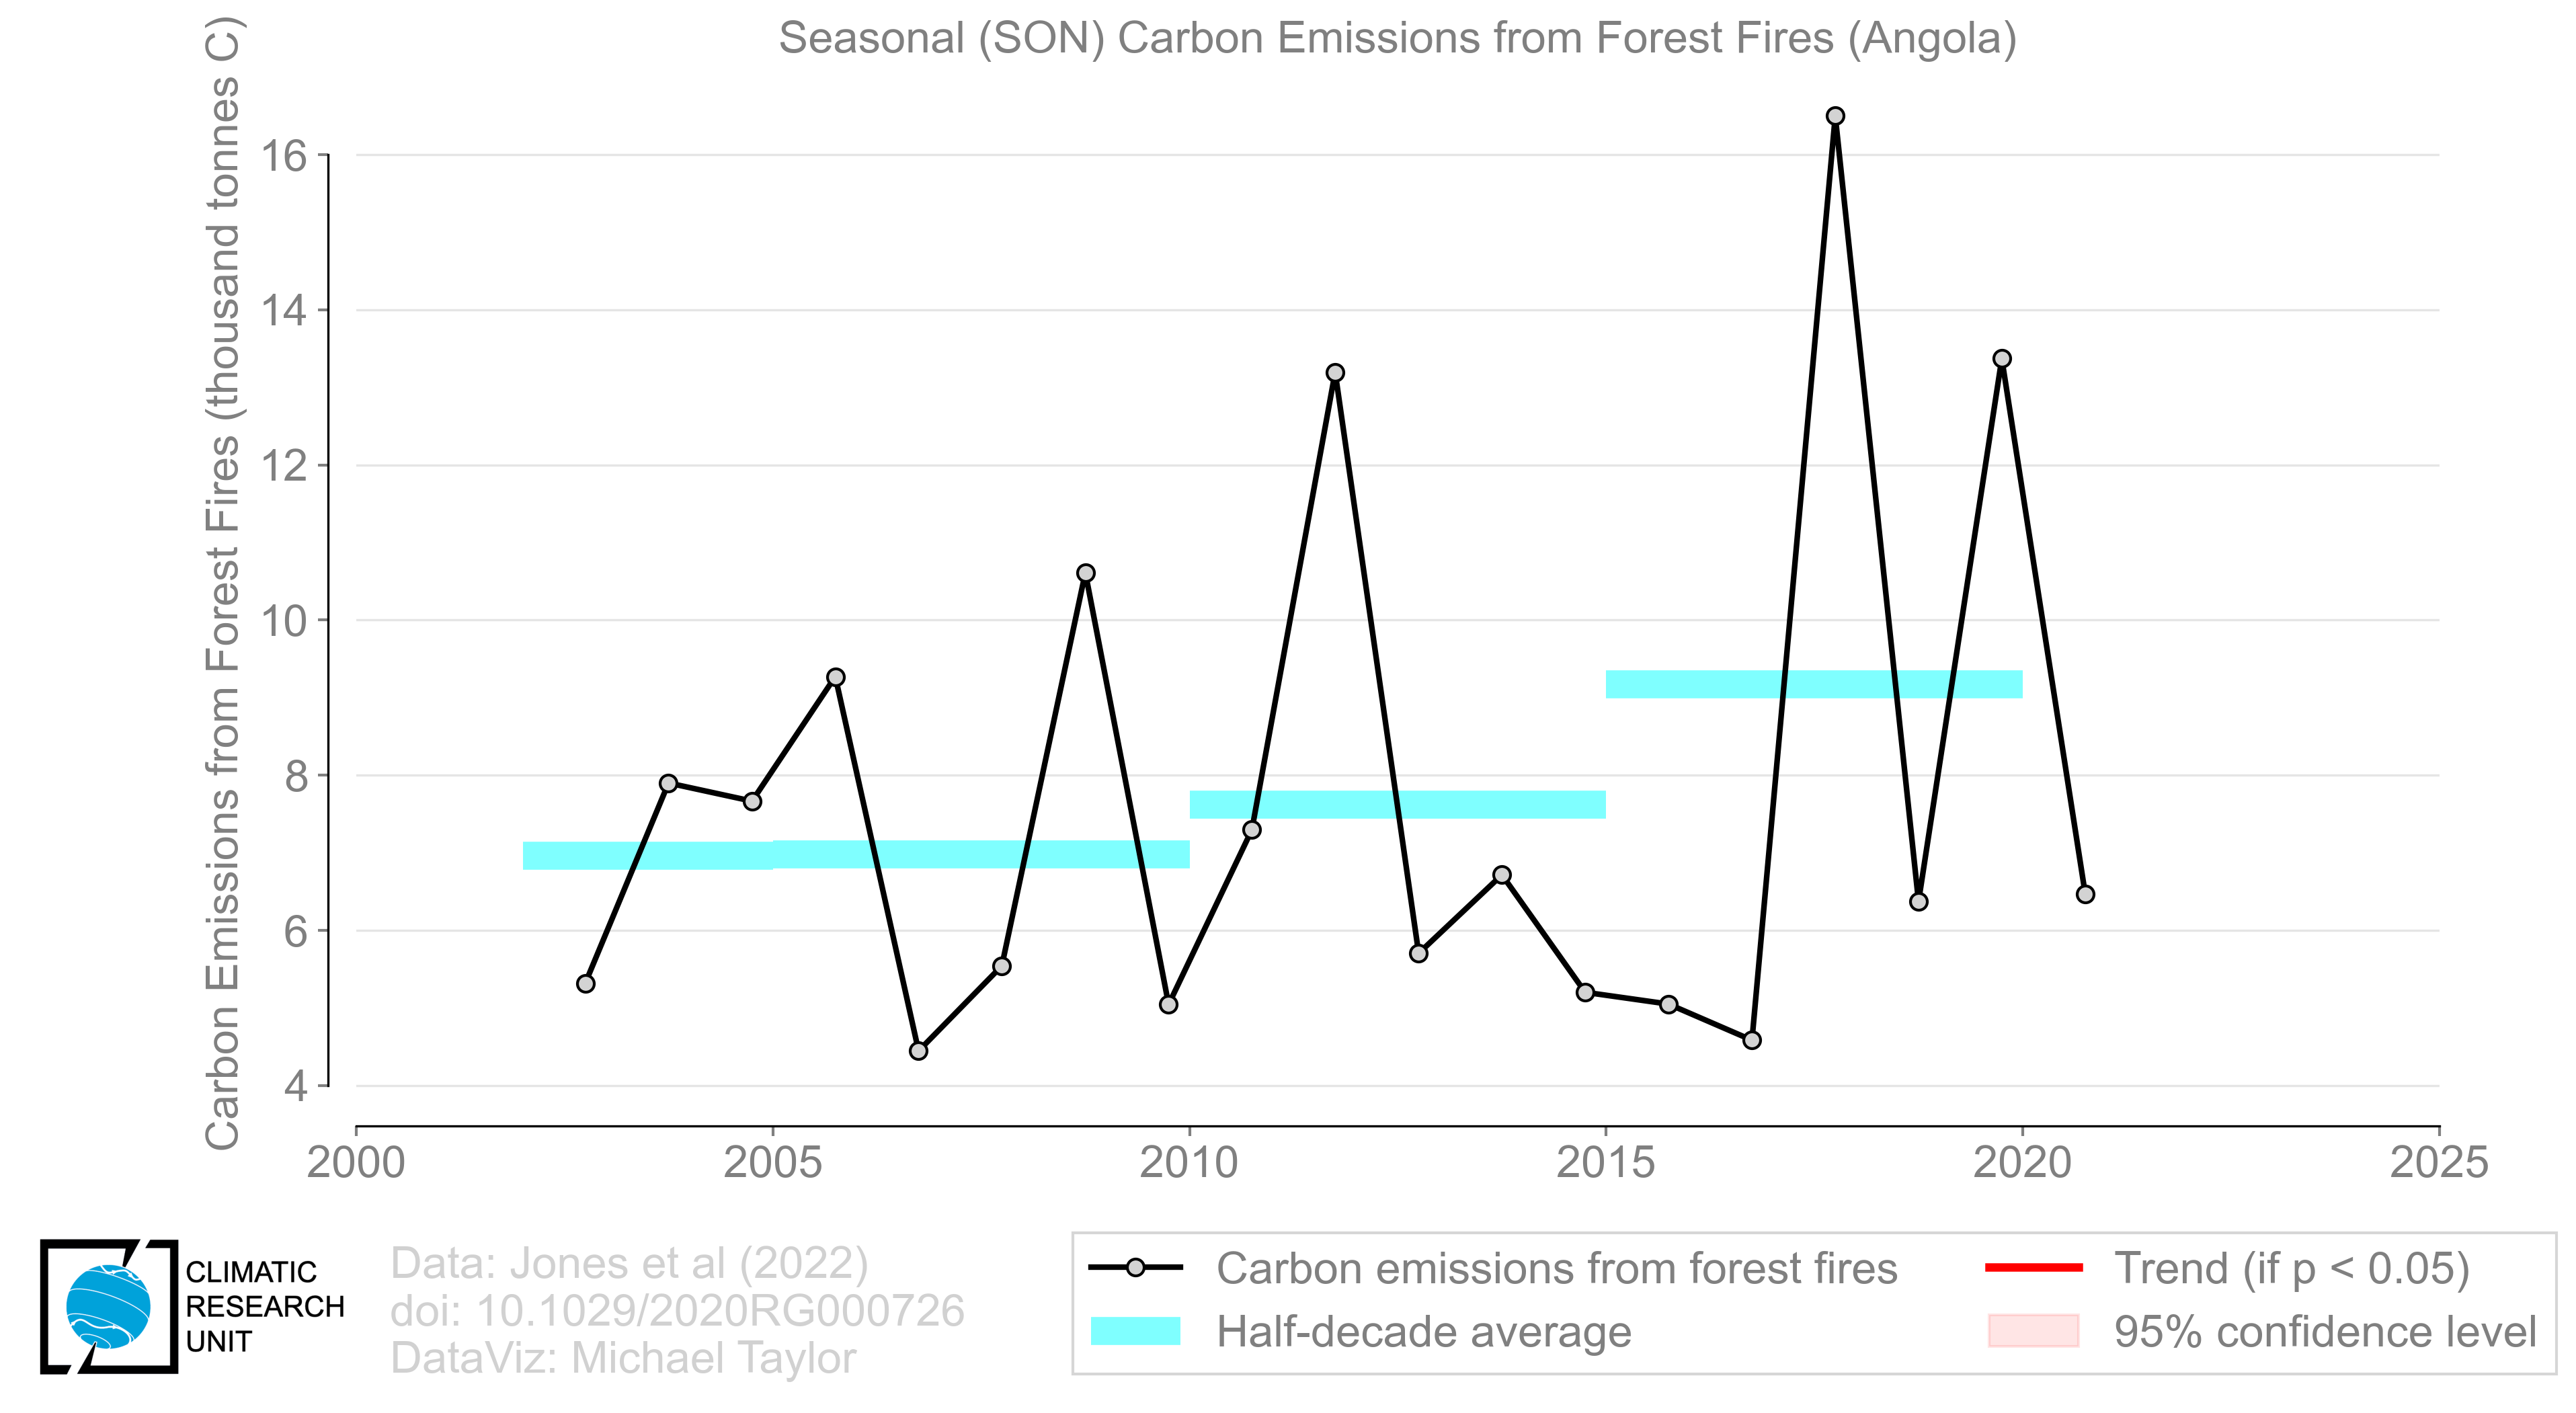 Seasonal (SON) Carbon Emissions from Forest Fires (Angola)
Carbon Emissions from Forest Fires (thousand tonnes C)
16
14
12
10
8
6
4
2000 2005 2010 2015 2020 2025
CLIMATIC
RESEARCH
UNIT
Data: Jones et al (2022)
doi: 10.1029/2020RG000726
DataViz: Michael Taylor
Carbon emissions from forest fires
Half-decade average
Trend (if p < 0.05)
95% confidence level